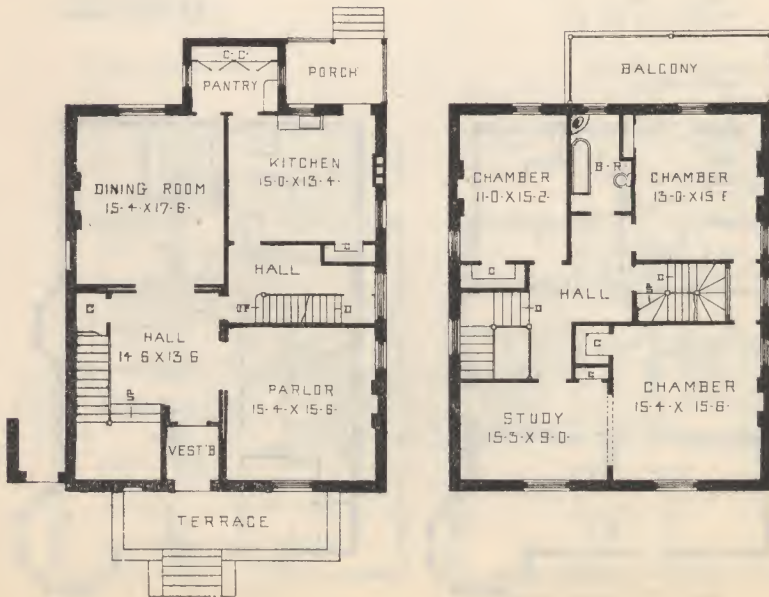 C·C·
PANTRY
PORCH
KITCHEN
15-0·X13-4·
DINING ROOM
15-4·X17-6·
C
HALL
UP
D
C
HALL
14-6X13-6
PARLOR
15-4·X 15-6·
VEST'B
TERRACE
BALCONY
B·R·
CHAMBER
11-0X15-2·
CHAMBER
C
C
HALL
D
C
C
CHAMBER
15-4·X 15-6·
STUDY
15-3·X 9-0·